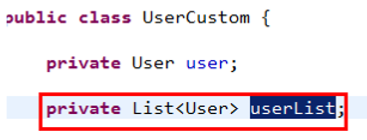 public class UserCustom {
private User user;
private List<User> userList;